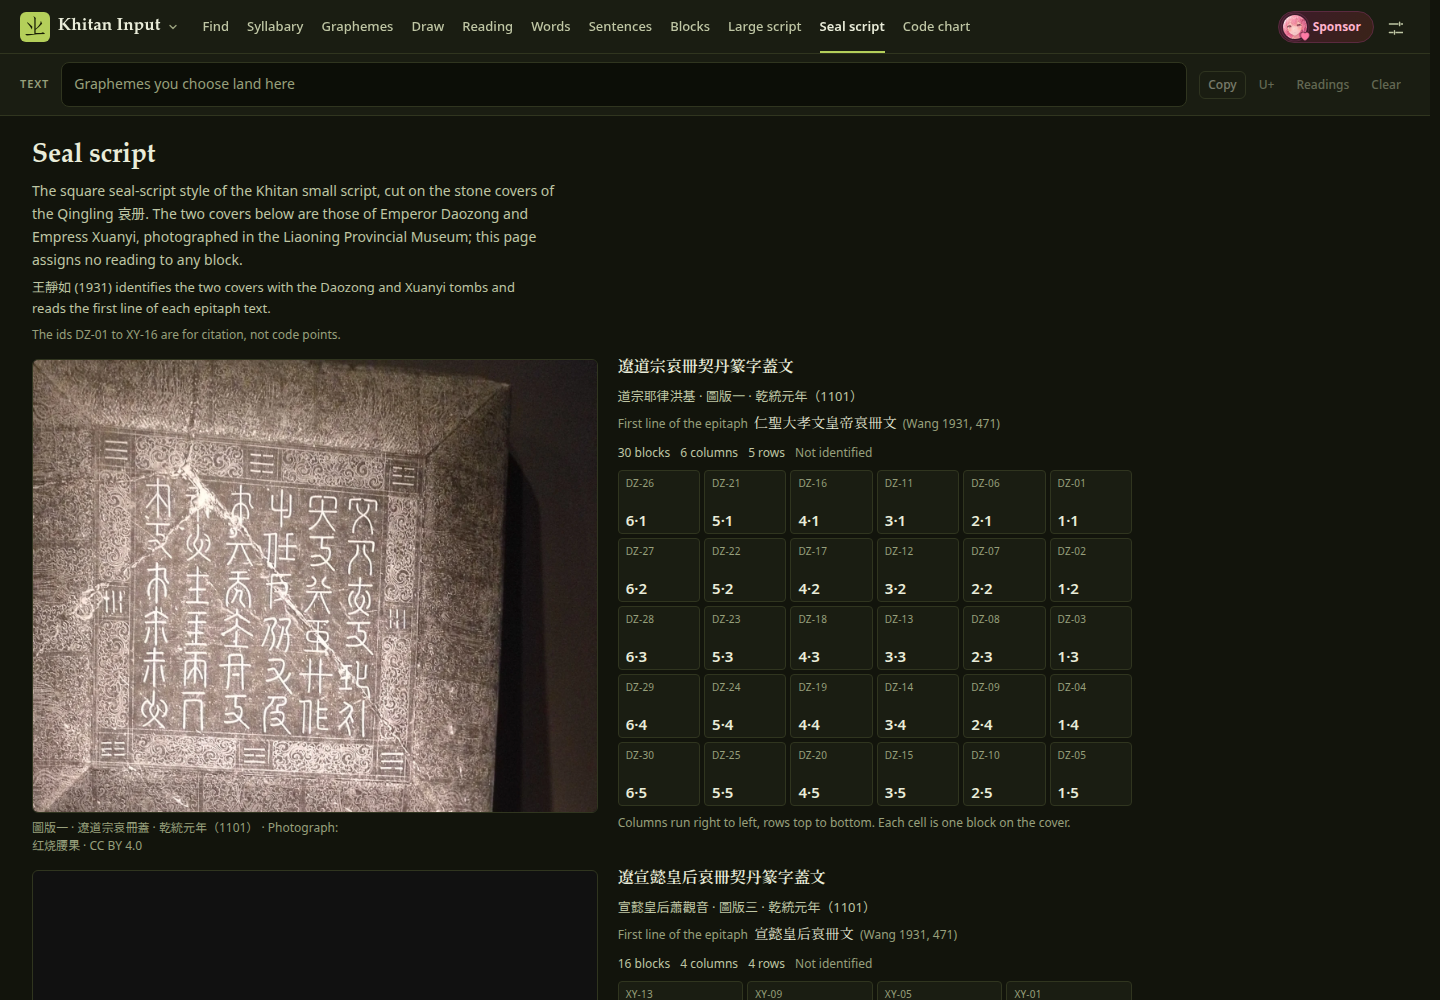 Khitan Input
Find
Syllabary
Graphemes
Draw
Reading
Words
Sentences
Blocks
Large script
Seal script
Code chart
Sponsor
TEXT
Graphemes you choose land here
Copy
U+
Readings
Clear
Seal script
The square seal-script style of the Khitan small script, cut on the stone covers of
the Qingling 哀册. The two covers below are those of Emperor Daozong and
Empress Xuanyi, photographed in the Liaoning Provincial Museum; this page
assigns no reading to any block.
王靜如 (1931) identifies the two covers with the Daozong and Xuanyi tombs and
reads the first line of each epitaph text.
The ids DZ-01 to XY-16 are for citation, not code points.
圖版一 · 遼道宗哀冊蓋 · 乾統元年（1101） · Photograph:
红烧腰果 · CC BY 4.0
遼道宗哀冊契丹篆字蓋文
道宗耶律洪基 · 圖版一 · 乾統元年（1101）
First line of the epitaph 仁聖大孝文皇帝哀冊文 (Wang 1931, 471)
30 blocks 6 columns 5 rows Not identified
DZ-26 DZ-21 DZ-16 DZ-11 DZ-06 DZ-01
6·1 5·1 4·1 3·1 2·1 1·1
DZ-27 DZ-22 DZ-17 DZ-12 DZ-07 DZ-02
6·2 5·2 4·2 3·2 2·2 1·2
DZ-28 DZ-23 DZ-18 DZ-13 DZ-08 DZ-03
6·3 5·3 4·3 3·3 2·3 1·3
DZ-29 DZ-24 DZ-19 DZ-14 DZ-09 DZ-04
6·4 5·4 4·4 3·4 2·4 1·4
DZ-30 DZ-25 DZ-20 DZ-15 DZ-10 DZ-05
6·5 5·5 4·5 3·5 2·5 1·5
Columns run right to left, rows top to bottom. Each cell is one block on the cover.
遼宣懿皇后哀冊契丹篆字蓋文
宣懿皇后蕭觀音 · 圖版三 · 乾統元年（1101）
First line of the epitaph 宣懿皇后哀冊文 (Wang 1931, 471)
16 blocks 4 columns 4 rows Not identified
XY-13 XY-09 XY-05 XY-01